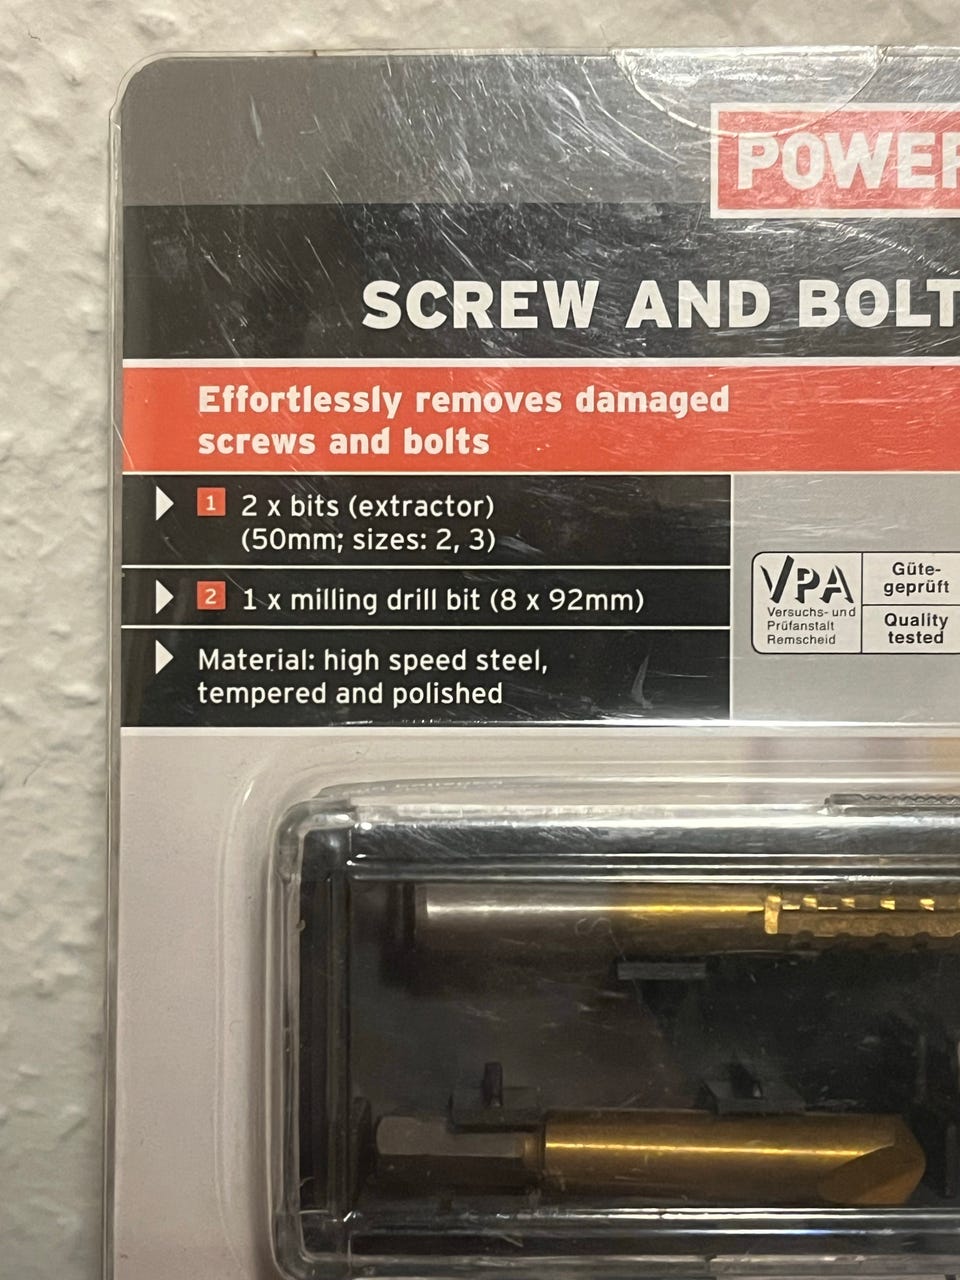 SCREW AND BOLT
Effortlessly removes damaged
screws and bolts
1 2 x bits (extractor)
(50mm; sizes: 2, 3)
2 1 x milling drill bit (8 x 92mm)
Material: high speed steel,
tempered and polished
VPA
Versuchs- und
Prüfanstalt
Remscheid
Güte-
geprüft
Quality
tested